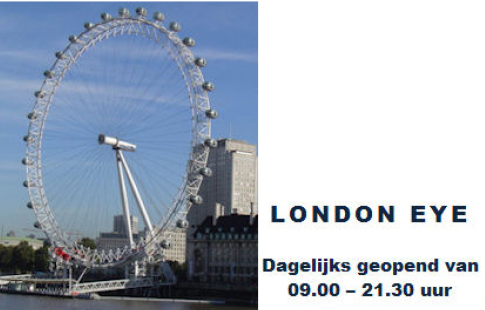 LONDON EYE
Dagelijks geopend van
09.00 – 21.30 uur